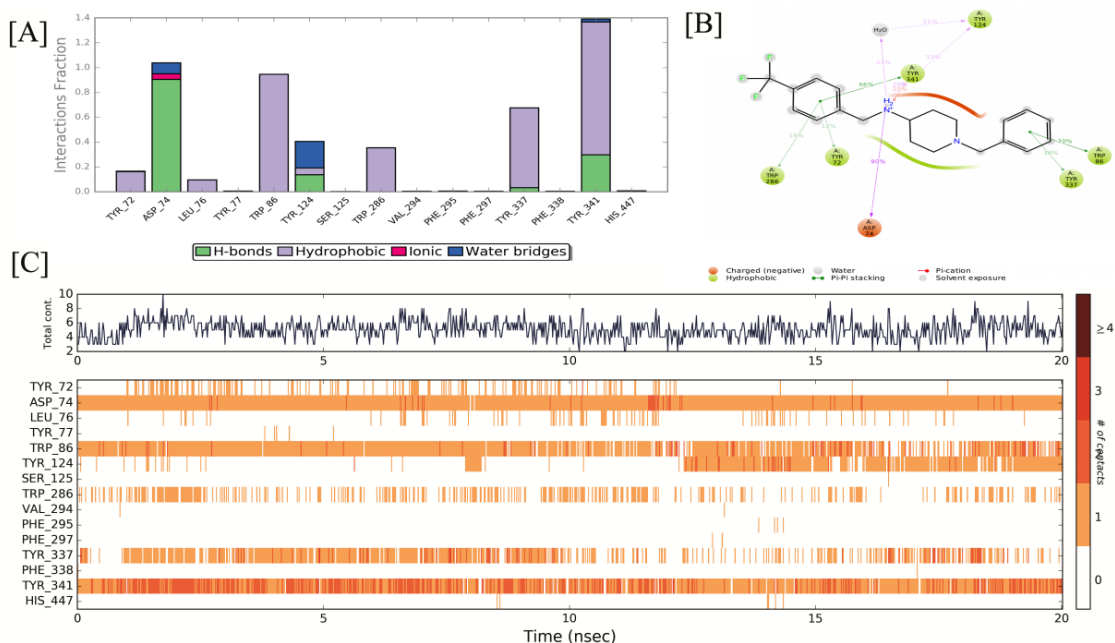 [A]
Interactions Fraction
1.4
1.2
1.0
0.8
0.6
0.4
0.2
0.0
TYR_72
ASP_74
LEU_76
TYR_77
TRP_86
TYR_124
SER_125
TRP_286
VAL_294
PHE_295
PHE_297
TYR_337
PHE_338
TYR_341
HIS_447
H-bonds Hydrophobic Ionic Water bridges
[B]
H₂O
21%
A:
TYR
124
A:
TYR
341
F
F
F
H₂
N⁺
N
16%
12%
90%
A:
TRP
286
A:
TYR
72
A:
TRP
86
A:
TYR
337
A:
ASP
74
Charged (negative) Water Pi-cation
Hydrophobic Pi-Pi stacking Solvent exposure
[C]
Total cont.
10
8
6
4
2
0 5 10 15 20
TYR_72
ASP_74
LEU_76
TYR_77
TRP_86
TYR_124
SER_125
TRP_286
VAL_294
PHE_295
PHE_297
TYR_337
PHE_338
TYR_341
HIS_447
0 5 10 15 20
Time (nsec)
≥4
3
1
0
# of contacts